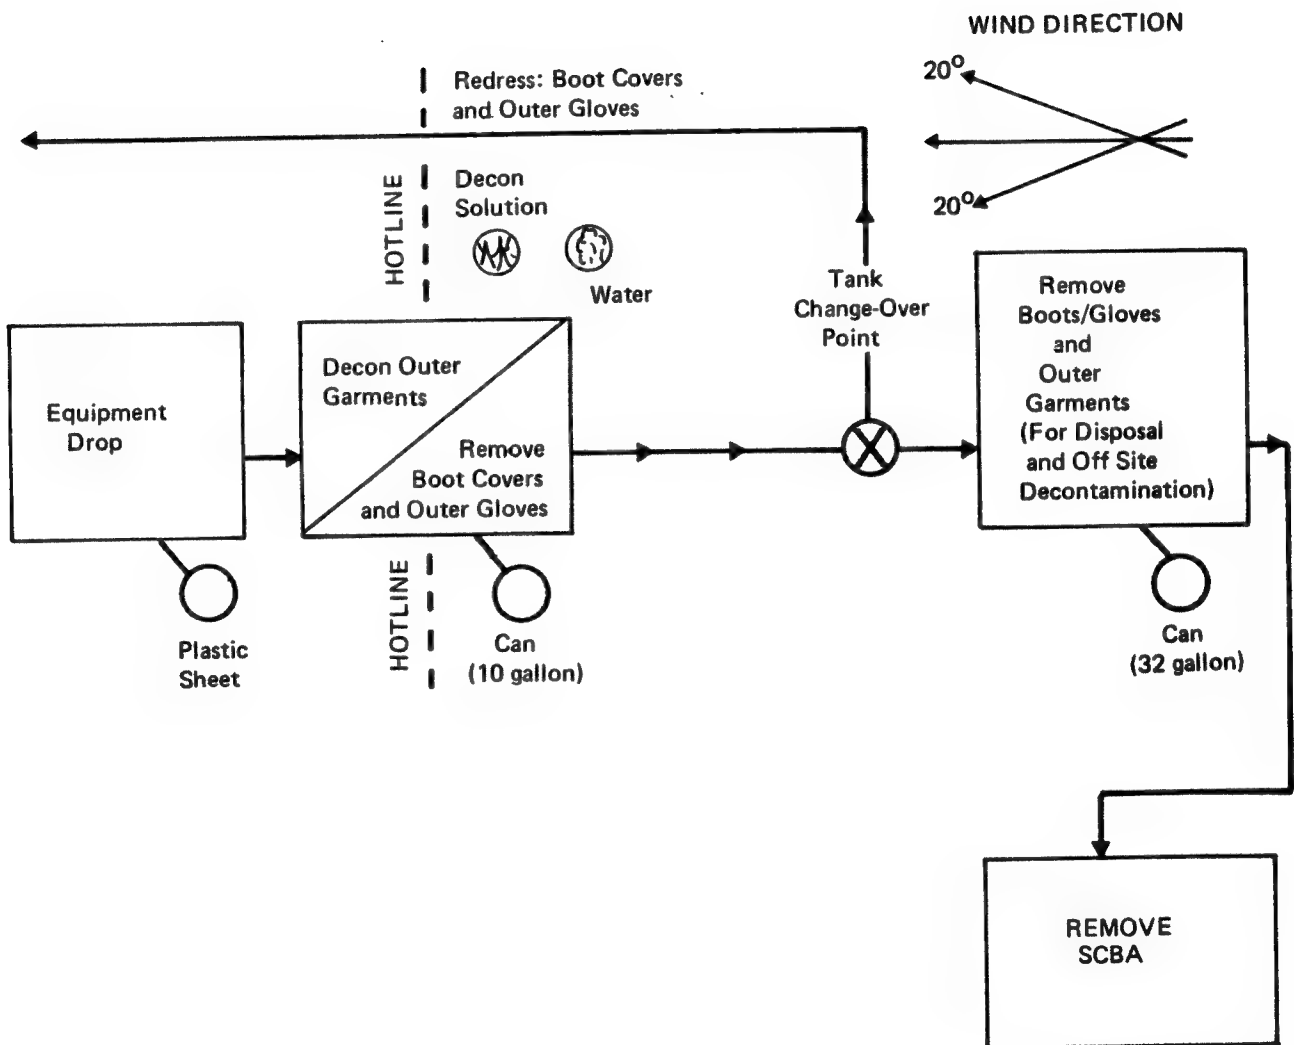 WIND DIRECTION
20°
20°
Redress: Boot Covers
and Outer Gloves
HOTLINE
Decon
Solution
Water
Tank
Change-Over
Point
Equipment
Drop
Decon Outer
Garments
Remove
Boot Covers
and Outer Gloves
Remove
Boots/Gloves
and
Outer
Garments
(For Disposal
and Off Site
Decontamination)
Plastic
Sheet
HOTLINE
Can
(10 gallon)
Can
(32 gallon)
REMOVE
SCBA